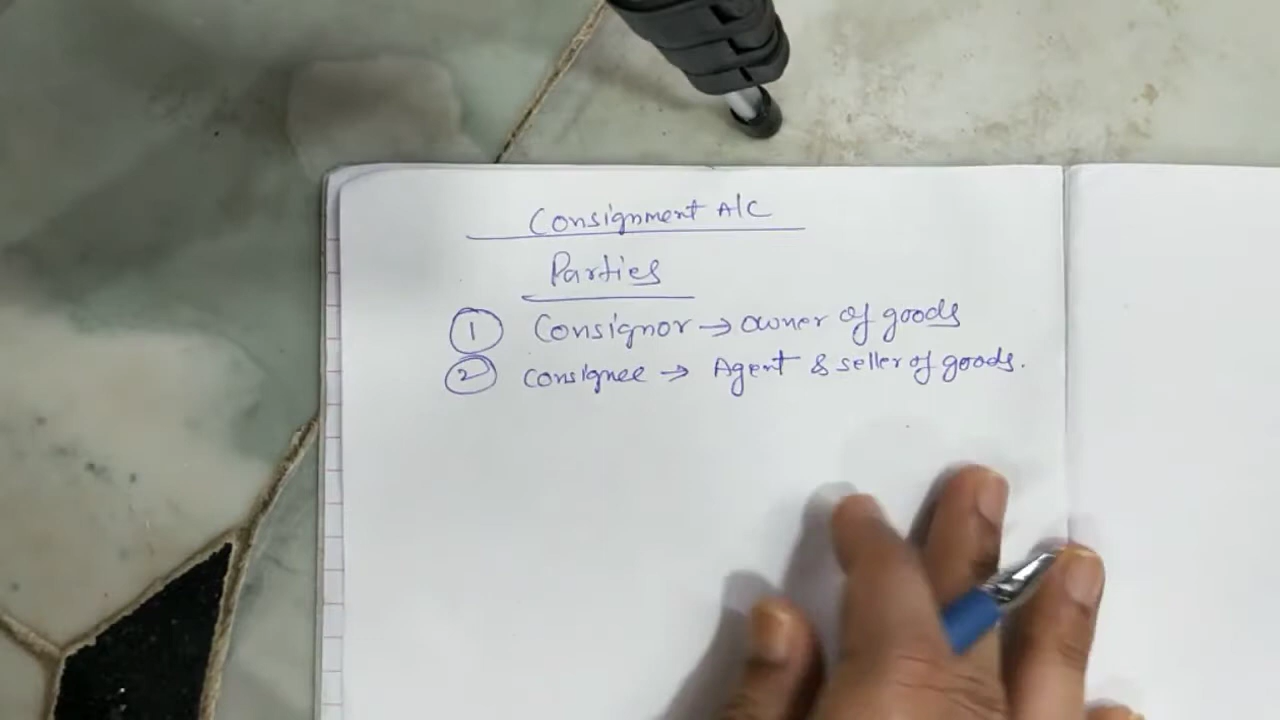 Consignment A/C
Parties
1 Consignor → owner of goods
2 consignee → Agent & seller of goods.